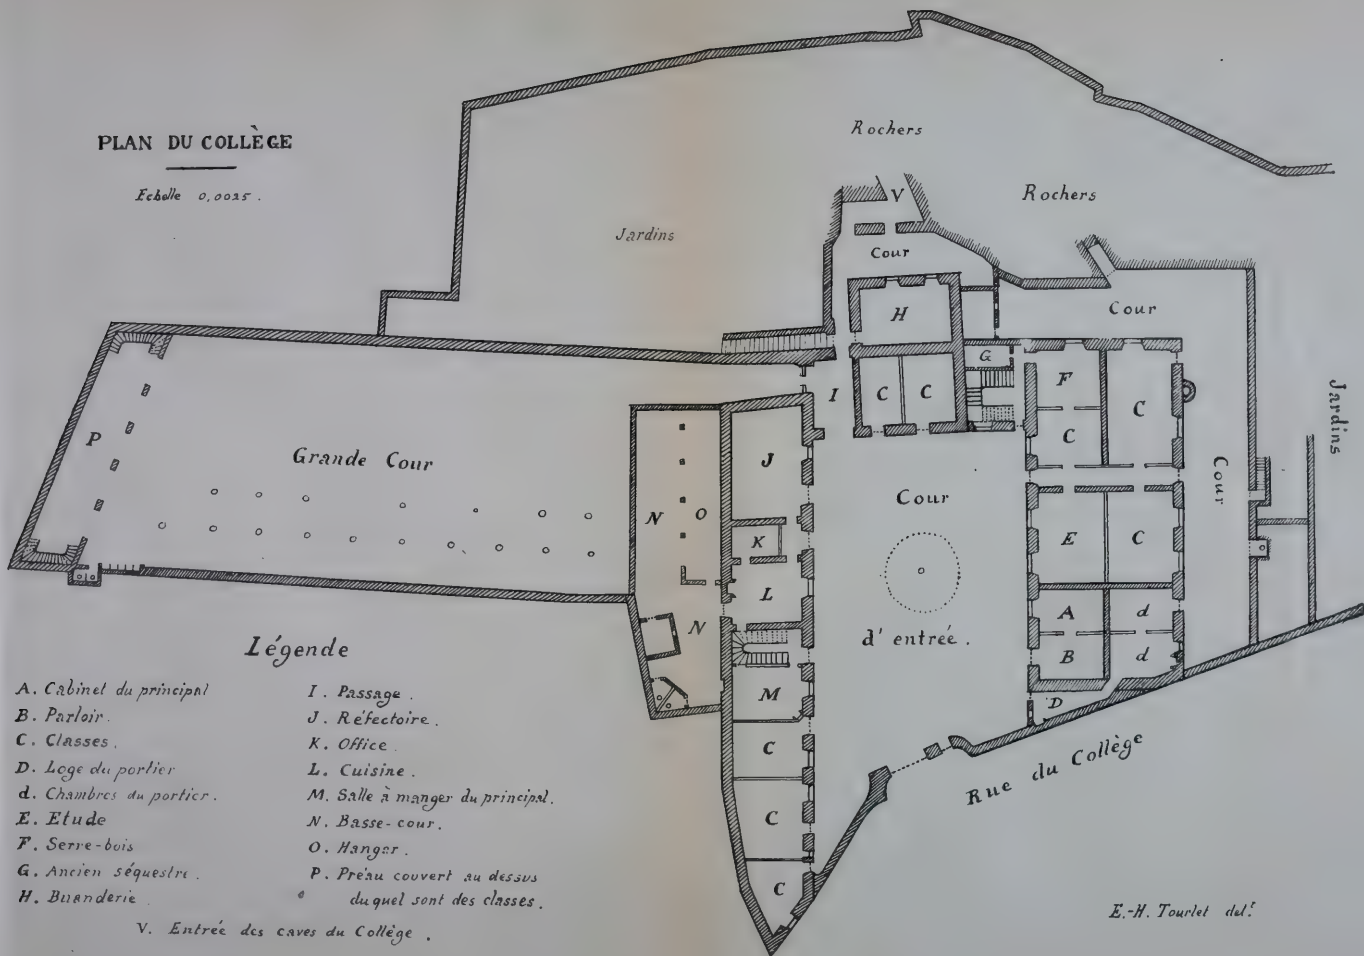 PLAN DU COLLÈGE
Echelle 0,0025.
Rochers
Rochers
Jardins
V
Cour
Cour
H
G
F
C
C
C
C
I
Jardins
P
Grande Cour
J
N
O
K
Cour
Cour
E
C
L
d'entrée.
A
d
N
B
d
M
D
C
Rue du Collège
C
C
Légende
A. Cabinet du principal
B. Parloir.
C. Classes.
D. Loge du portier
d. Chambres du portier.
E. Etude
F. Serre-bois
G. Ancien séquestre.
H. Buanderie
I. Passage.
J. Réfectoire.
K. Office.
L. Cuisine.
M. Salle à manger du principal.
N. Basse-cour.
O. Hangar.
P. Préau couvert au dessus
duquel sont des classes.
V. Entrée des caves du Collège.
E.-H. Tourlet del.t